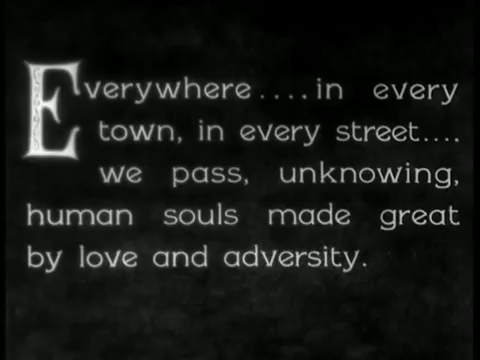 Everywhere....in every
town, in every street....
we pass, unknowing,
human souls made great
by love and adversity.